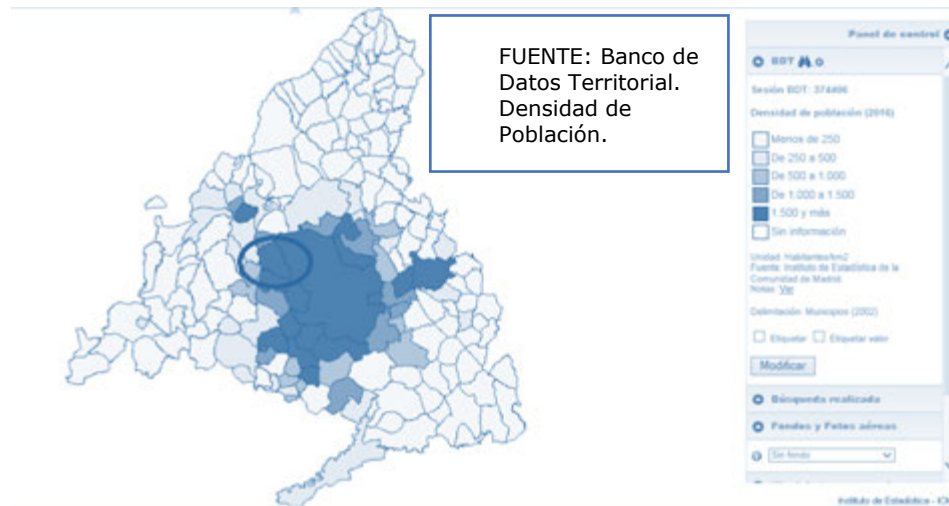 FUENTE: Banco de
Datos Territorial.
Densidad de
Población.
Panel de control
BDT
Sesión BDT: 374496
Densidad de población (2016)
Menos de 250
De 250 a 500
De 500 a 1.000
De 1.000 a 1.500
1.500 y más
Sin información
Unidad: Habitantes/km2
Fuente: Instituto de Estadística de la
Comunidad de Madrid.
Notas: Ver
Delimitación: Municipios (2002)
Etiquetar Etiquetar valor
Modificar
Búsqueda realizada
Fondos y Fotos aéreas
Sin fondo
Instituto de Estadística -